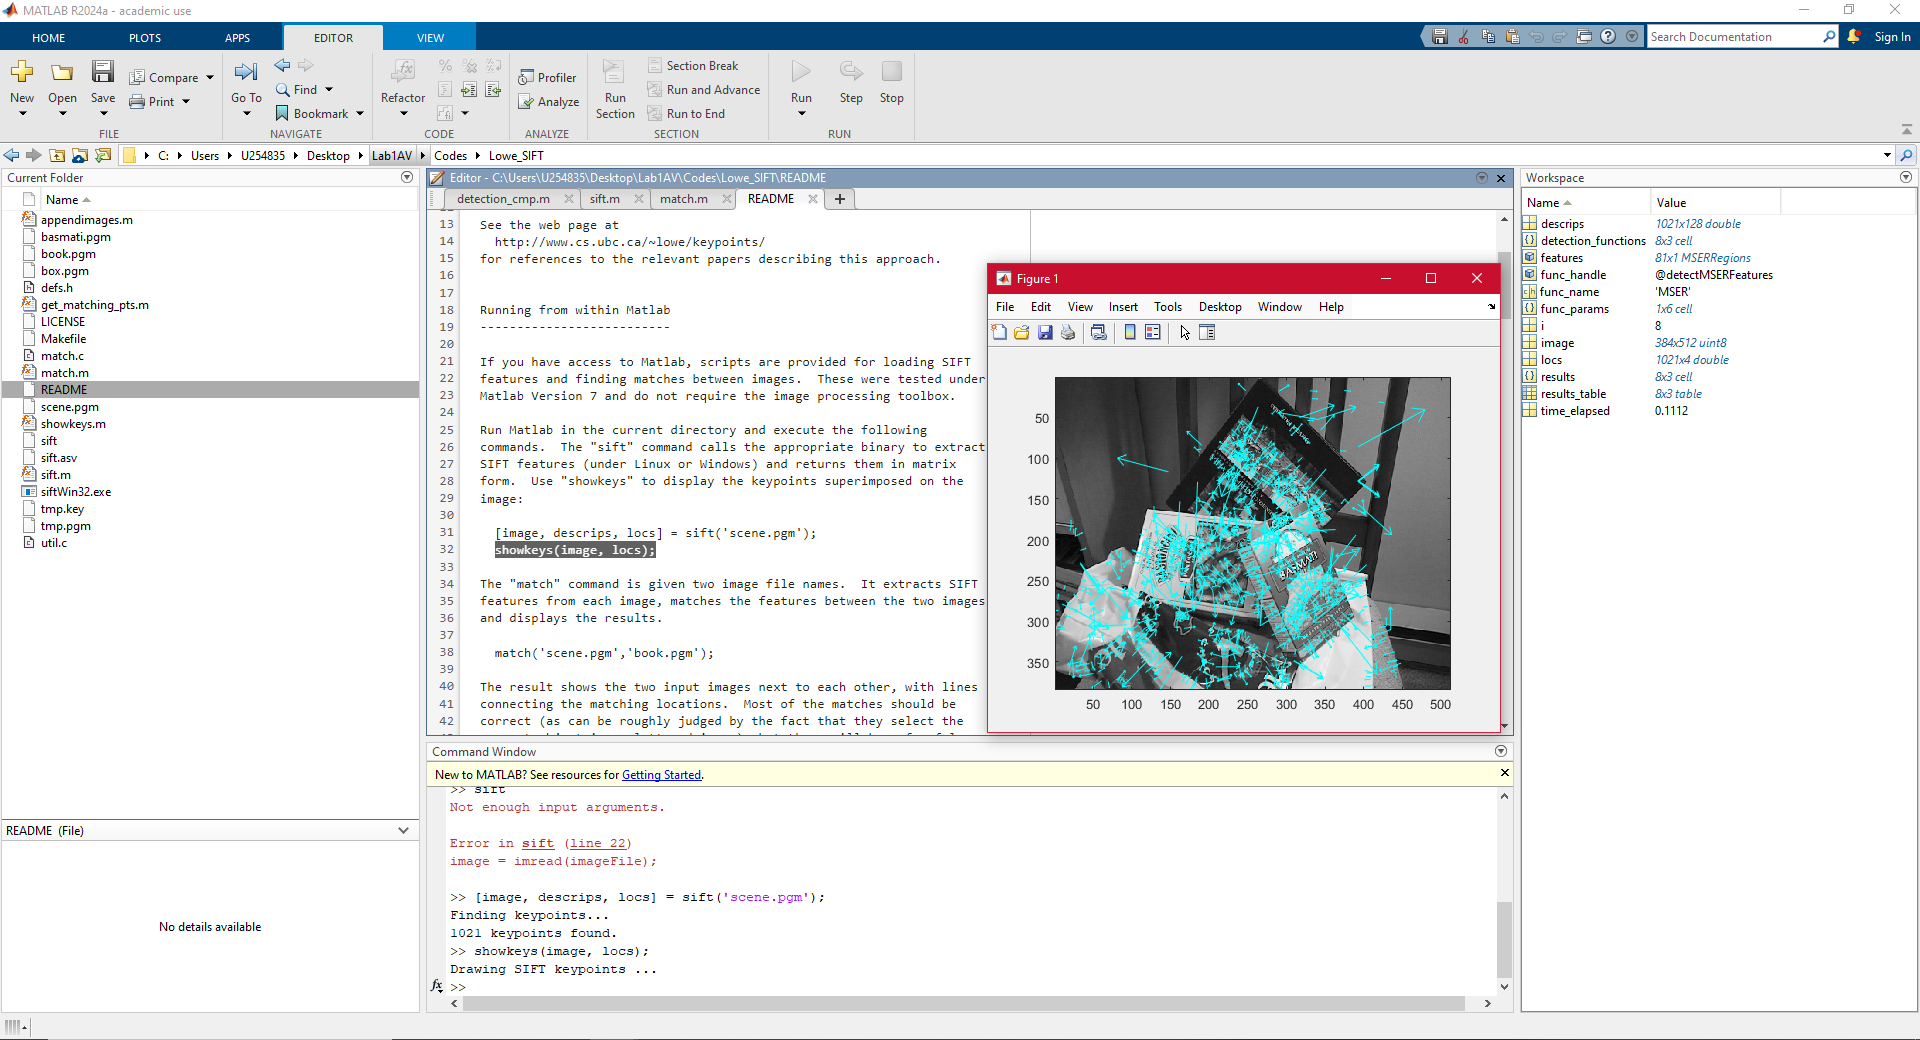 MATLAB R2024a - academic use
HOME PLOTS APPS EDITOR VIEW Search Documentation Sign In
New Open Save Compare Print FILE
Go To Find Bookmark NAVIGATE
Refactor CODE
Profiler Analyze ANALYZE
Run Section Section Break Run and Advance Run to End SECTION
Run Step Stop RUN
C: Users U254835 Desktop Lab1AV Codes Lowe_SIFT
Current Folder
Name
appendimages.m
basmati.pgm
book.pgm
box.pgm
defs.h
get_matching_pts.m
LICENSE
Makefile
match.c
match.m
README
scene.pgm
showkeys.m
sift
sift.asv
sift.m
siftWin32.exe
tmp.key
tmp.pgm
util.c
README (File)
No details available
Editor - C:\Users\U254835\Desktop\Lab1AV\Codes\Lowe_SIFT\README
detection_cmp.m sift.m match.m README
13 See the web page at
14 http://www.cs.ubc.ca/~lowe/keypoints/
15 for references to the relevant papers describing this approach.
16
17
18 Running from within Matlab
19 --------------------------
20
21 If you have access to Matlab, scripts are provided for loading SIFT
22 features and finding matches between images. These were tested under
23 Matlab Version 7 and do not require the image processing toolbox.
24
25 Run Matlab in the current directory and execute the following
26 commands. The "sift" command calls the appropriate binary to extract
27 SIFT features (under Linux or Windows) and returns them in matrix
28 form. Use "showkeys" to display the keypoints superimposed on the
29 image:
30
31 [image, descrips, locs] = sift('scene.pgm');
32 showkeys(image, locs);
33
34 The "match" command is given two image file names. It extracts SIFT
35 features from each image, matches the features between the two images
36 and displays the results.
37
38 match('scene.pgm','book.pgm');
39
40 The result shows the two input images next to each other, with lines
41 connecting the matching locations. Most of the matches should be
42 correct (as can be roughly judged by the fact that they select the
Figure 1
File Edit View Insert Tools Desktop Window Help
50
100
150
200
250
300
350
50 100 150 200 250 300 350 400 450 500
BASMATI
Command Window
New to MATLAB? See resources for Getting Started.
>> sift
Not enough input arguments.
Error in sift (line 22)
image = imread(imageFile);
>> [image, descrips, locs] = sift('scene.pgm');
Finding keypoints...
1021 keypoints found.
>> showkeys(image, locs);
Drawing SIFT keypoints ...
fx >>
Workspace
Name Value
descrips 1021x128 double
detection_functions 8x3 cell
features 81x1 MSERRegions
func_handle @detectMSERFeatures
func_name 'MSER'
func_params 1x6 cell
i 8
image 384x512 uint8
locs 1021x4 double
results 8x3 cell
results_table 8x3 table
time_elapsed 0.1112